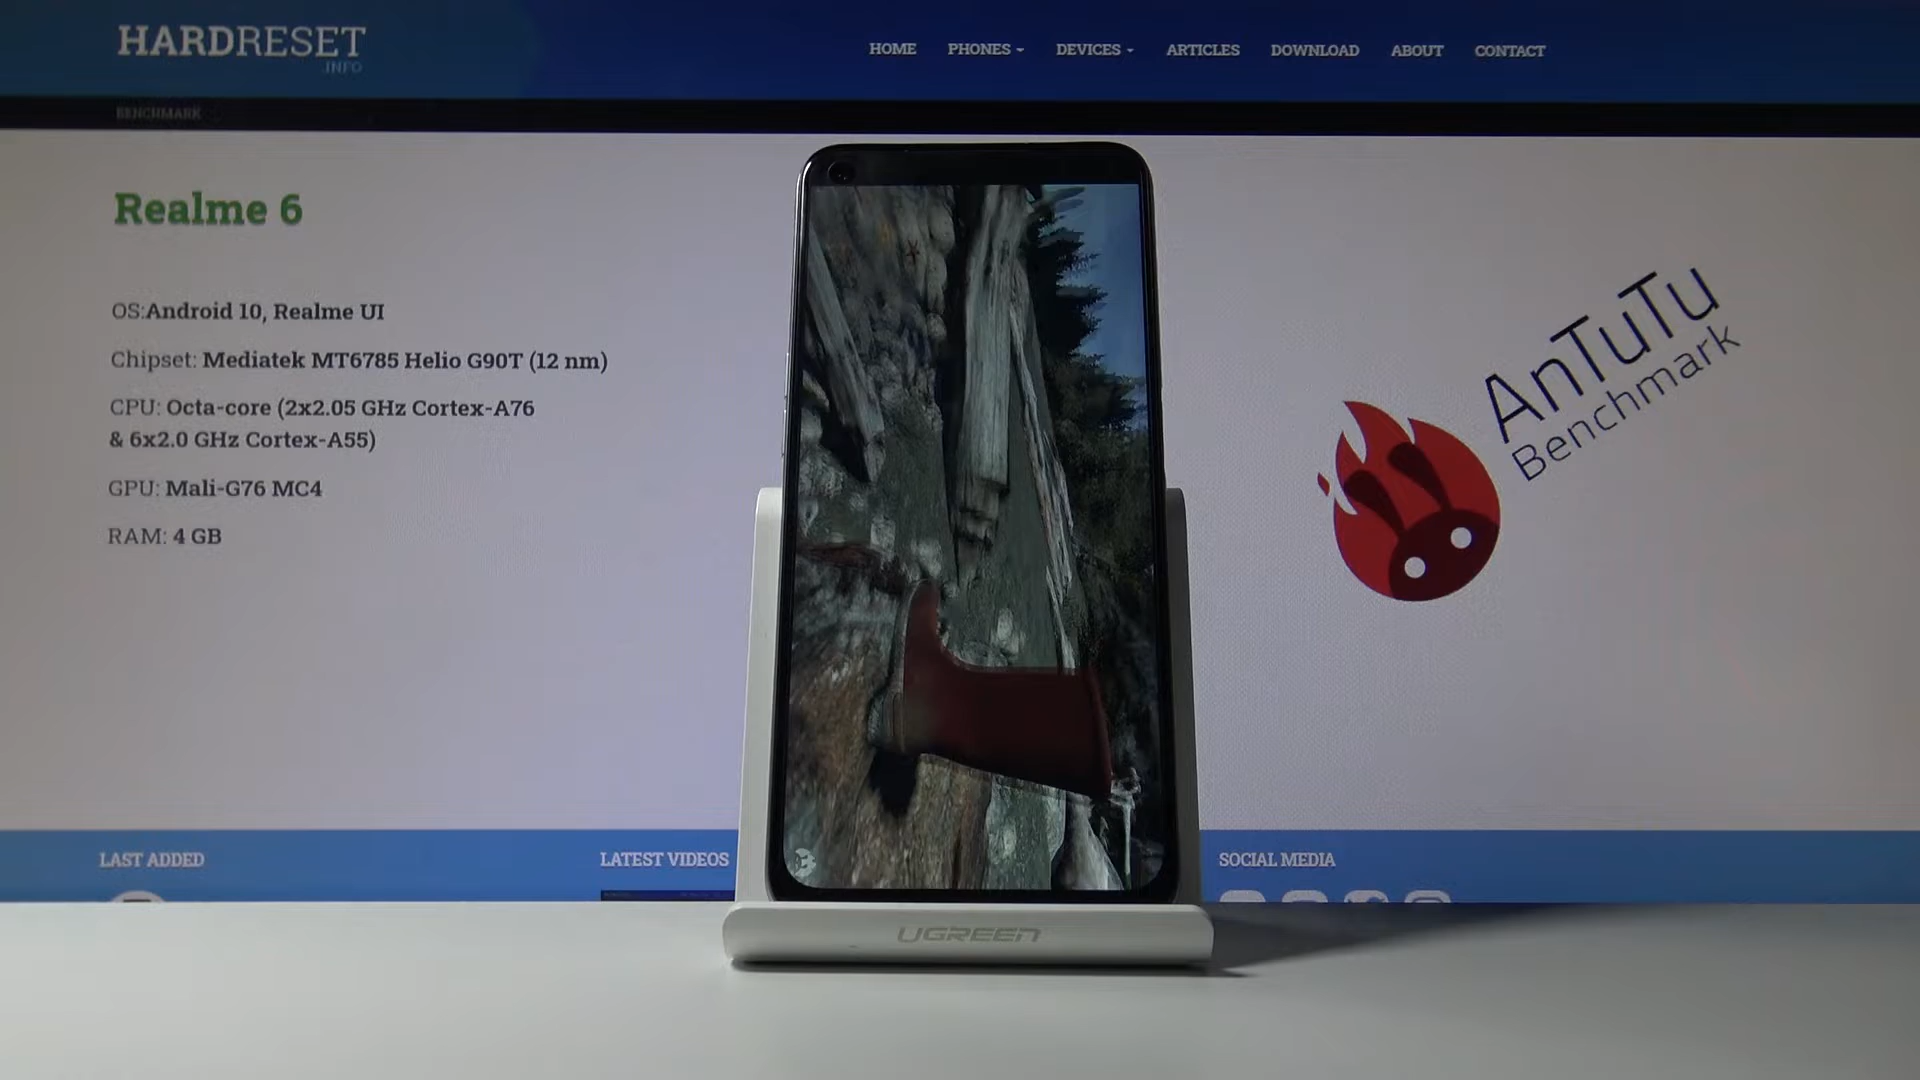 HARDRESET
.INFO
HOME PHONES DEVICES ARTICLES DOWNLOAD ABOUT CONTACT
BENCHMARK
Realme 6
OS:Android 10, Realme UI
Chipset: Mediatek MT6785 Helio G90T (12 nm)
CPU: Octa-core (2x2.05 GHz Cortex-A76
& 6x2.0 GHz Cortex-A55)
GPU: Mali-G76 MC4
RAM: 4 GB
AnTuTu
Benchmark
LAST ADDED
LATEST VIDEOS
SOCIAL MEDIA
UGREEN